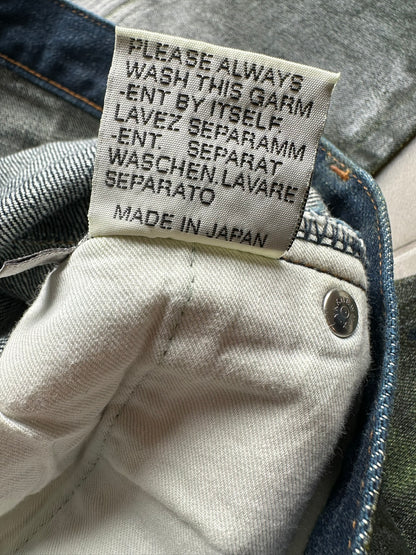 PLEASE ALWAYS
WASH THIS GARM
-ENT BY ITSELF.
LAVEZ SEPARAMM
-ENT. SEPARAT
WASCHEN.LAVARE
SEPARATO
MADE IN JAPAN